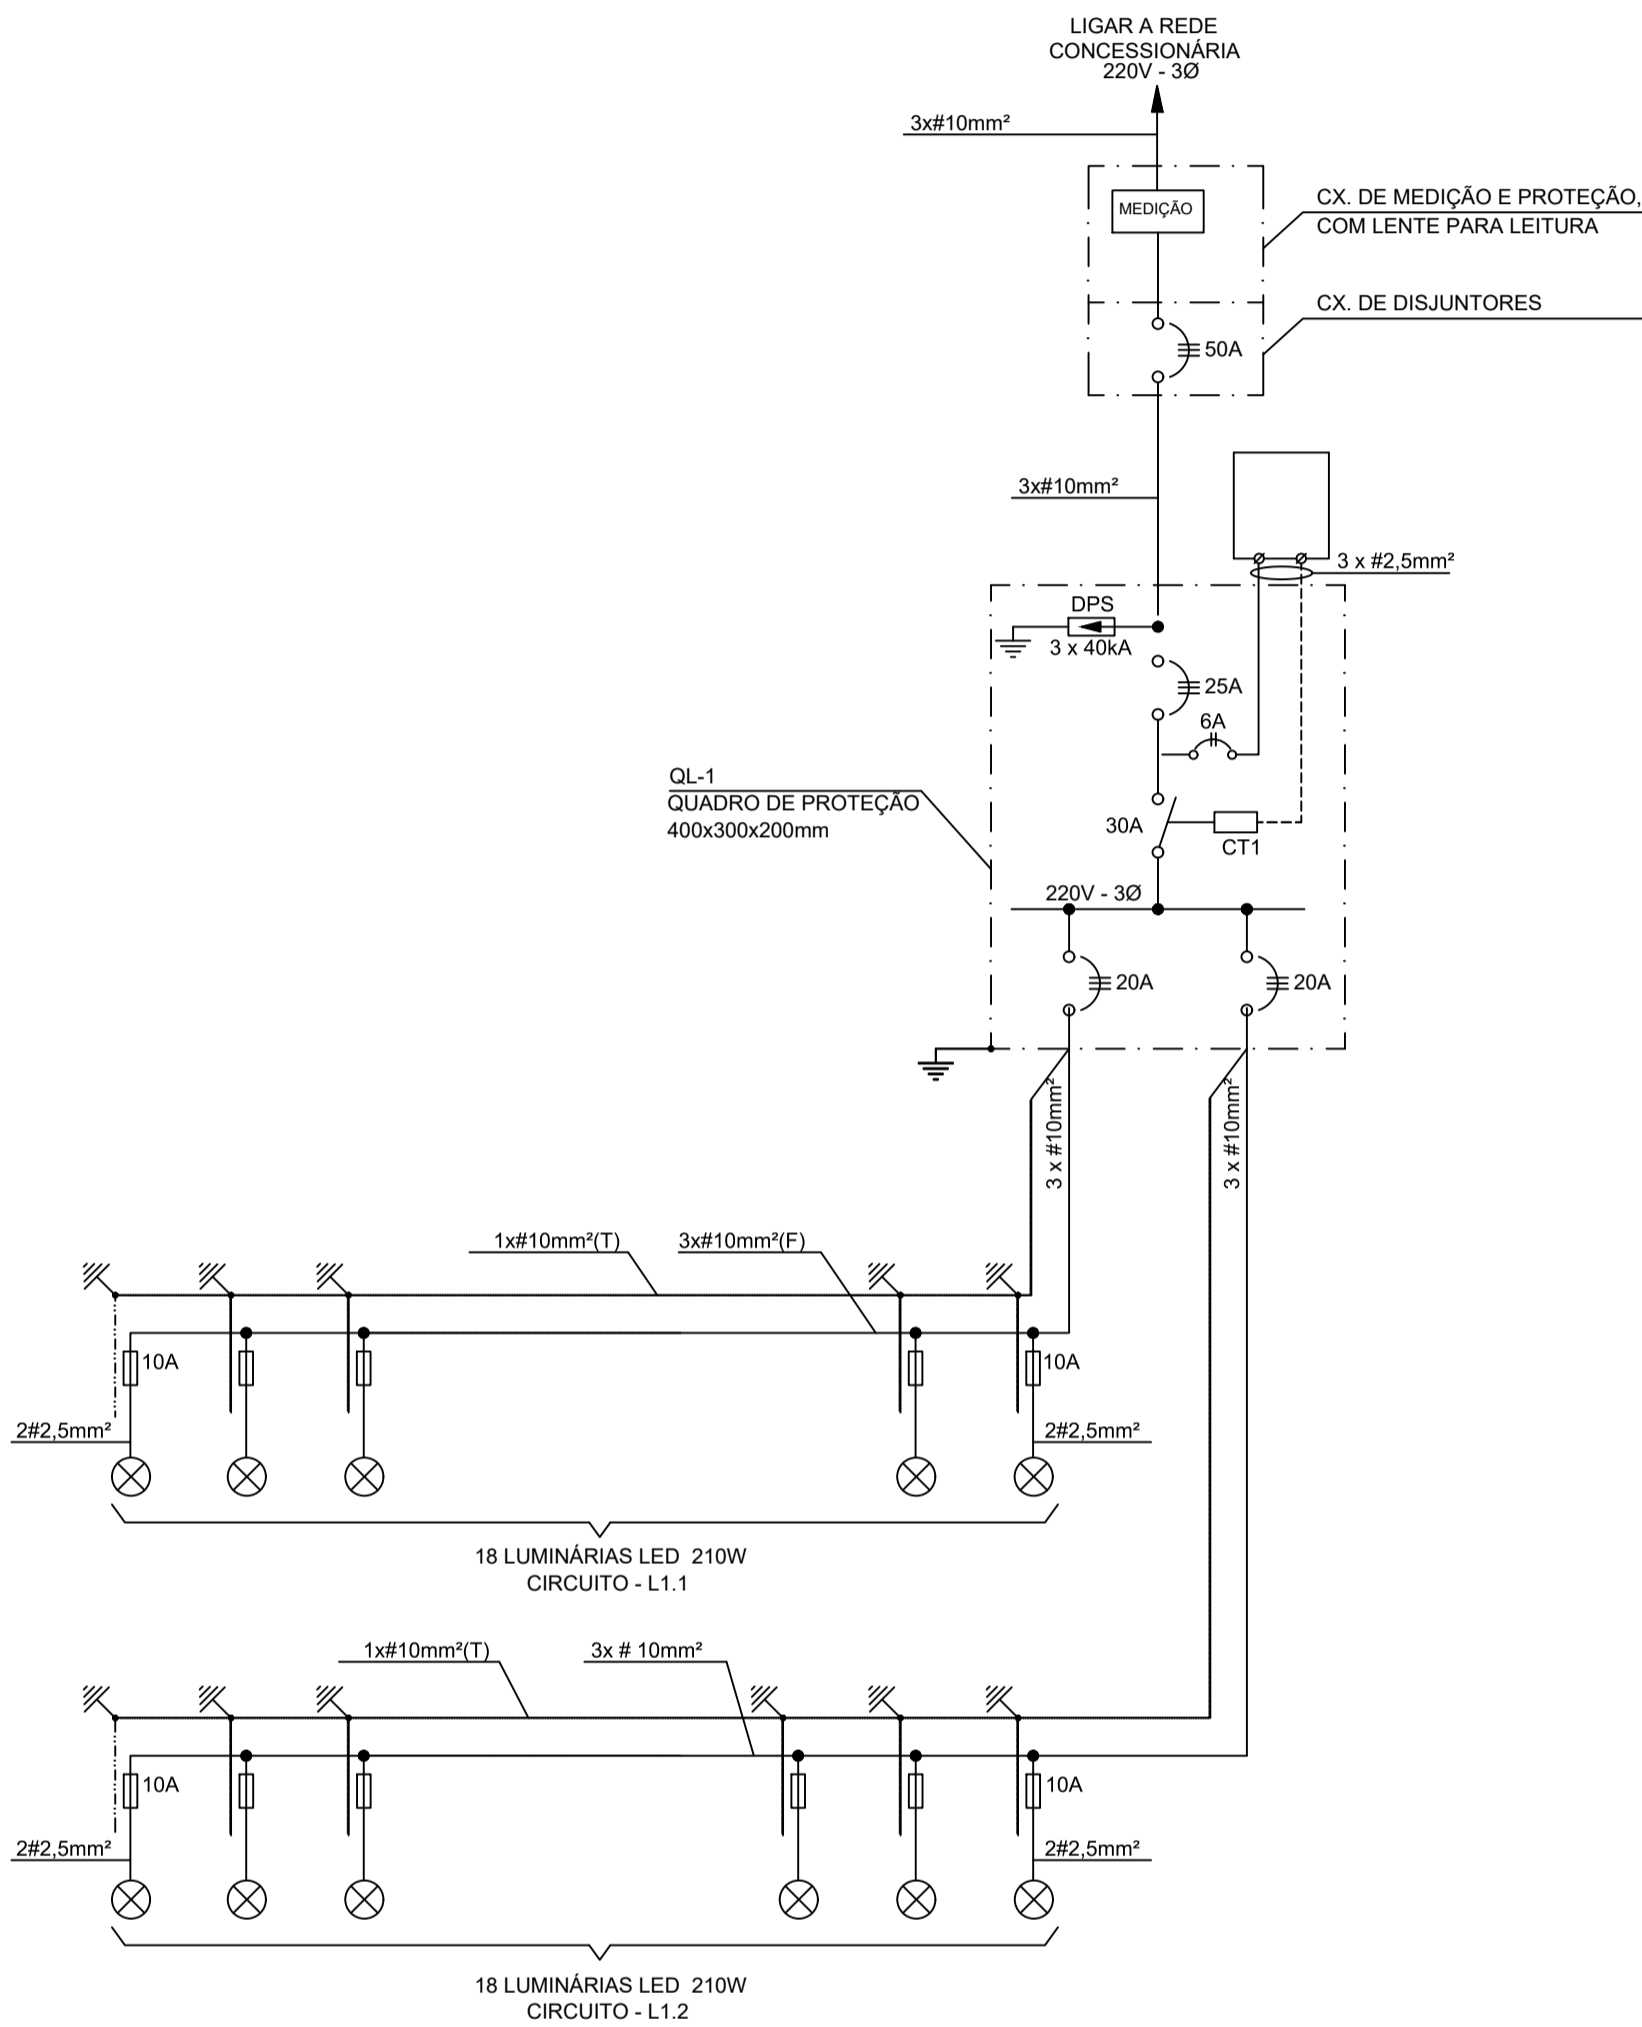 LIGAR A REDE
CONCESSIONÁRIA
220V - 3Ø
3x#10mm²
MEDIÇÃO
CX. DE MEDIÇÃO E PROTEÇÃO,
COM LENTE PARA LEITURA
CX. DE DISJUNTORES
50A
3x#10mm²
3 x #2,5mm²
DPS
3 x 40kA
25A
6A
QL-1
QUADRO DE PROTEÇÃO
400x300x200mm
30A
CT1
220V - 3Ø
20A
20A
3 x #10mm²
3 x #10mm²
1x#10mm²(T)
3x#10mm²(F)
10A
10A
2#2,5mm²
2#2,5mm²
18 LUMINÁRIAS LED 210W
CIRCUITO - L1.1
1x#10mm²(T)
3x # 10mm²
10A
10A
2#2,5mm²
2#2,5mm²
18 LUMINÁRIAS LED 210W
CIRCUITO - L1.2